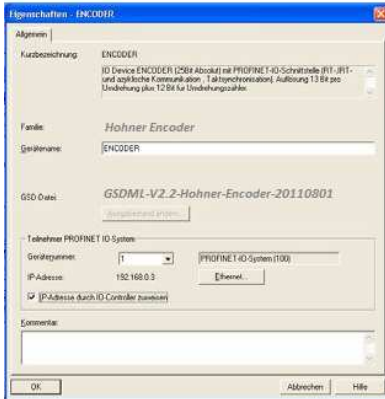 Eigenschaften - ENCODER
Allgemein
Kurzbezeichnung: ENCODER
IO Device ENCODER (25Bit Absolut) mit PROFINET-IO-Schnittstelle (RT-/IRT-
und azyklische Kommunikation , Taktsynchronisation). Auflösung 13 Bit pro
Umdrehung plus 12 Bit für Umdrehungszähler.
Familie: Hohner Encoder
Gerätename: ENCODER
GSD Datei: GSDML-V2.2-Hohner-Encoder-20110801
Ausgabestand ändern...
Teilnehmer PROFINET IO-System
Gerätenummer: 1 PROFINET-IO-System (100)
IP-Adresse: 192.168.0.3 Ethernet...
IP-Adresse durch IO-Controller zuweisen
Kommentar:
OK Abbrechen Hilfe